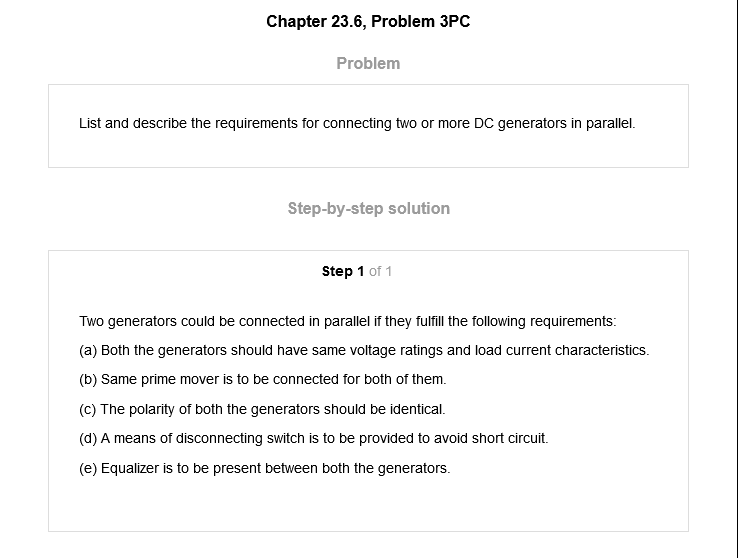 Chapter 23.6, Problem 3PC
Problem
List and describe the requirements for connecting two or more DC generators in parallel.
Step-by-step solution
Step 1 of 1
Two generators could be connected in parallel if they fulfill the following requirements:
(a) Both the generators should have same voltage ratings and load current characteristics.
(b) Same prime mover is to be connected for both of them.
(c) The polarity of both the generators should be identical.
(d) A means of disconnecting switch is to be provided to avoid short circuit.
(e) Equalizer is to be present between both the generators.